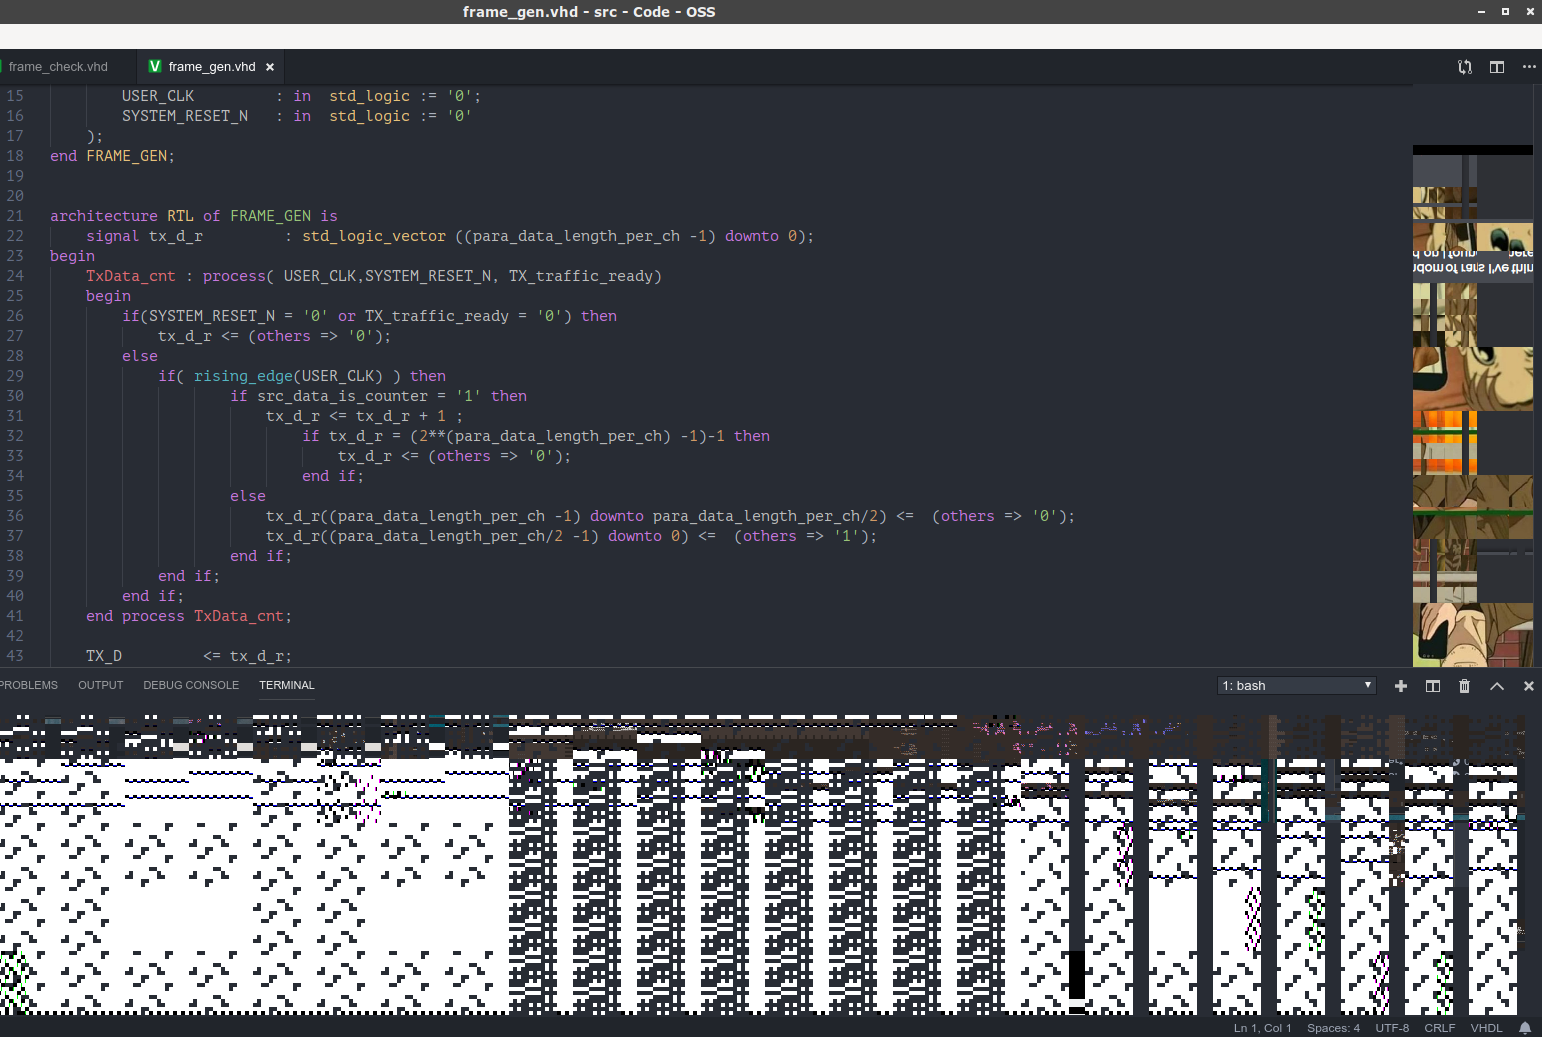 frame_gen.vhd - src - Code - OSS
frame_check.vhd
V frame_gen.vhd ×
15 USER_CLK : in std_logic := '0';
16 SYSTEM_RESET_N : in std_logic := '0'
17 );
18 end FRAME_GEN;
19
20
21 architecture RTL of FRAME_GEN is
22 signal tx_d_r : std_logic_vector ((para_data_length_per_ch -1) downto 0);
23 begin
24 TxData_cnt : process( USER_CLK,SYSTEM_RESET_N, TX_traffic_ready)
25 begin
26 if(SYSTEM_RESET_N = '0' or TX_traffic_ready = '0') then
27 tx_d_r <= (others => '0');
28 else
29 if( rising_edge(USER_CLK) ) then
30 if src_data_is_counter = '1' then
31 tx_d_r <= tx_d_r + 1 ;
32 if tx_d_r = (2**(para_data_length_per_ch) -1)-1 then
33 tx_d_r <= (others => '0');
34 end if;
35 else
36 tx_d_r((para_data_length_per_ch -1) downto para_data_length_per_ch/2) <= (others => '0');
37 tx_d_r((para_data_length_per_ch/2 -1) downto 0) <= (others => '1');
38 end if;
39 end if;
40 end if;
41 end process TxData_cnt;
42
43 TX_D <= tx_d_r;
PROBLEMS OUTPUT DEBUG CONSOLE TERMINAL 1: bash
Ln 1, Col 1 Spaces: 4 UTF-8 CRLF VHDL